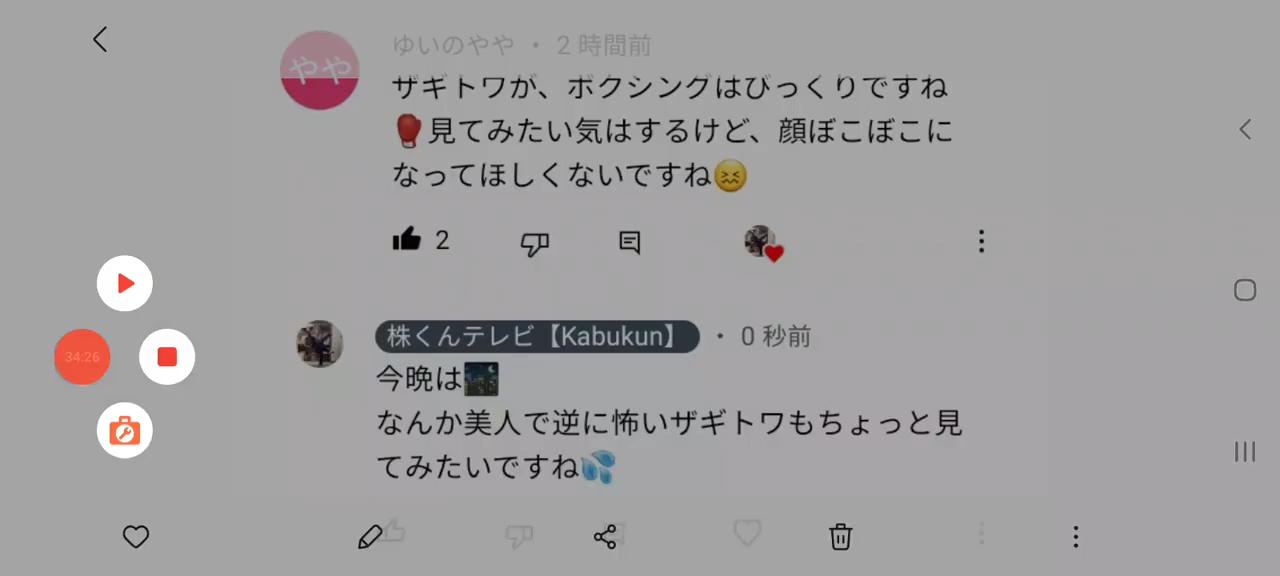 ゆいのやや ・ 2 時間前
やや
ザギトワが、ボクシングはびっくりですね
🥊見てみたい気はするけど、顔ぼこぼこに
なってほしくないですね😖
2
株くんテレビ【Kabukun】 ・ 0 秒前
今晩は🌃
なんか美人で逆に怖いザギトワもちょっと見
てみたいですね💦
34:26